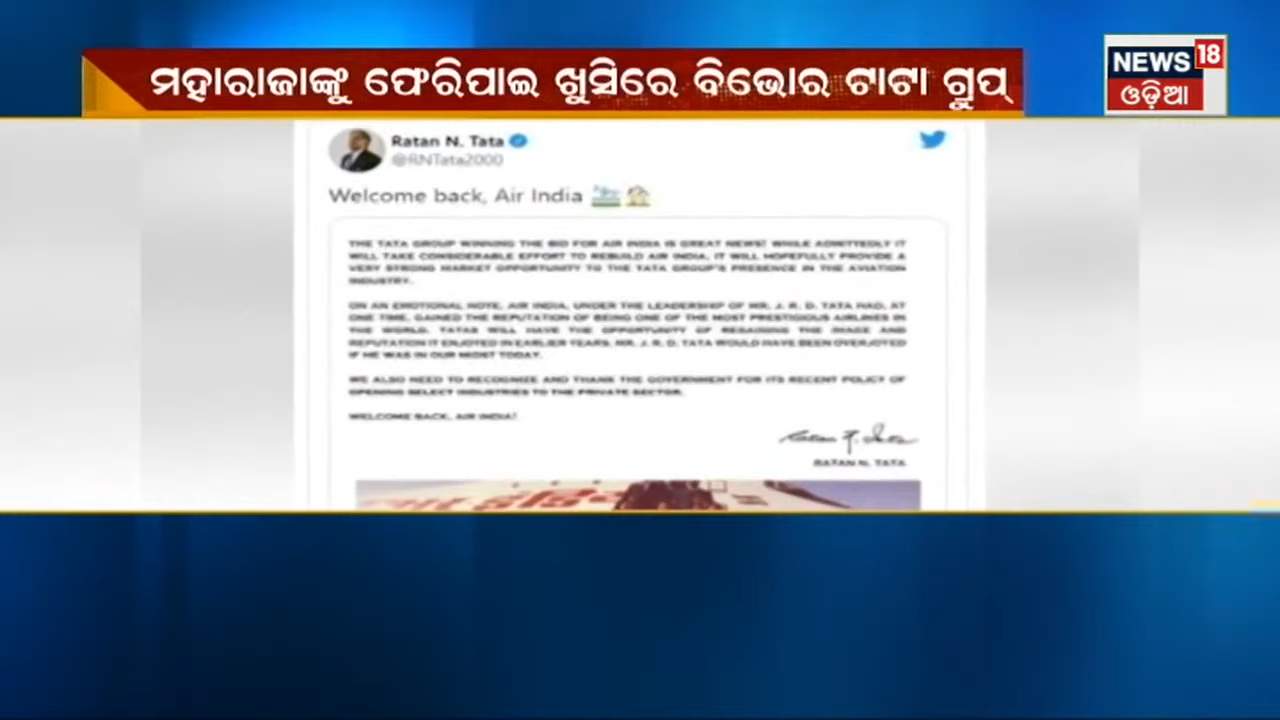 ମହାରାଜାଙ୍କୁ ଫେରିପାଇ ଖୁସିରେ ବିଭୋର ଟାଟା ଗ୍ରୁପ୍
NEWS 18
ଓଡ଼ିଆ
Ratan N. Tata
@RNTata2000
Welcome back, Air India
THE TATA GROUP WINNING THE BID FOR AIR INDIA IS GREAT NEWS! WHILE ADMITTEDLY IT
WILL TAKE CONSIDERABLE EFFORT TO REBUILD AIR INDIA, IT WILL HOPEFULLY PROVIDE A
VERY STRONG MARKET OPPORTUNITY TO THE TATA GROUP'S PRESENCE IN THE AVIATION
INDUSTRY.
ON AN EMOTIONAL NOTE, AIR INDIA, UNDER THE LEADERSHIP OF MR. J. R. D. TATA HAD, AT
ONE TIME, GAINED THE REPUTATION OF BEING ONE OF THE MOST PRESTIGIOUS AIRLINES IN
THE WORLD. TATAS WILL HAVE THE OPPORTUNITY OF REGAINING THE IMAGE AND
REPUTATION IT ENJOYED IN EARLIER YEARS. MR. J. R. D. TATA WOULD HAVE BEEN OVERJOYED
IF HE WAS IN OUR MIDST TODAY.
WE ALSO NEED TO RECOGNIZE AND THANK THE GOVERNMENT FOR ITS RECENT POLICY OF
OPENING SELECT INDUSTRIES TO THE PRIVATE SECTOR.
WELCOME BACK, AIR INDIA!
Ratan N. Tata
RATAN N. TATA